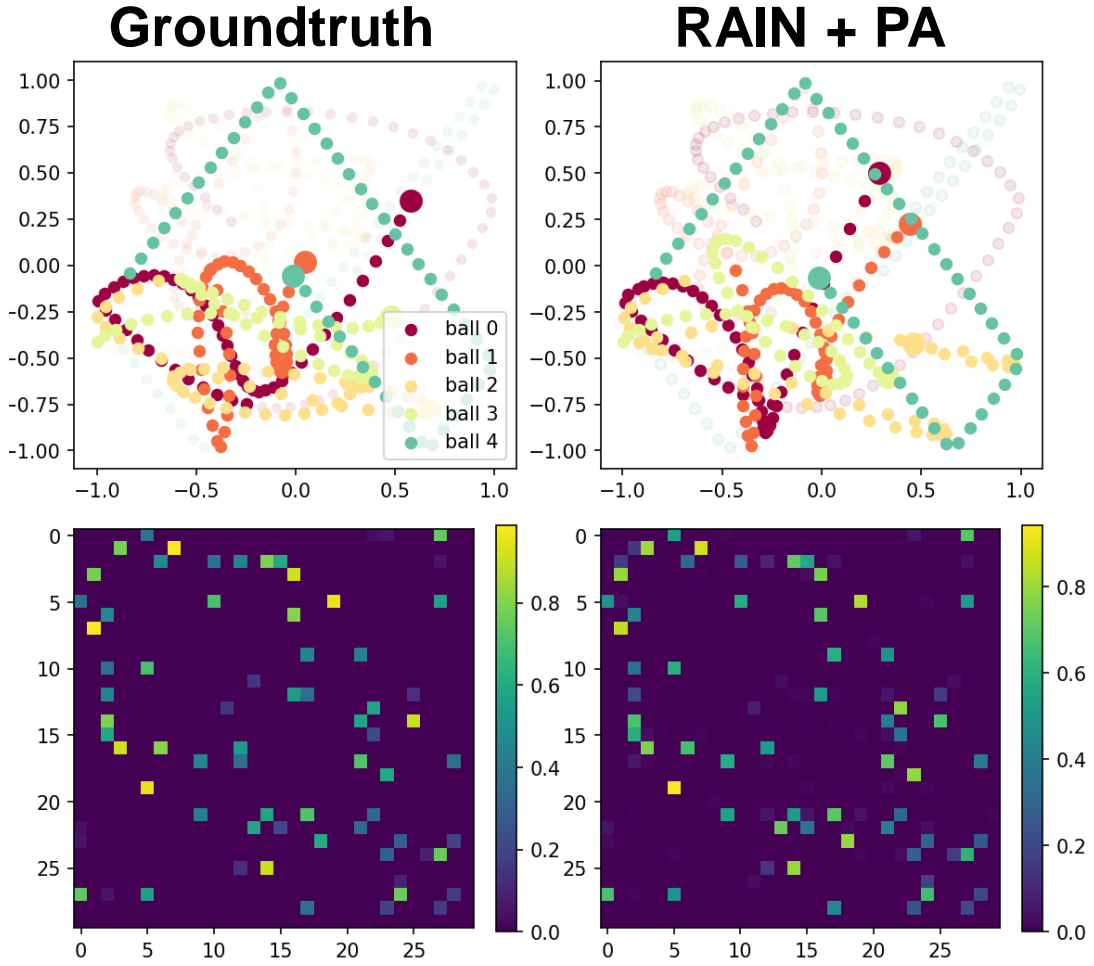 Groundtruth RAIN + PA
1.00 1.00
0.75 0.75
0.50 0.50
0.25 0.25
0.00 0.00
-0.25 -0.25
-0.50 -0.50
-0.75 -0.75
-1.00 -1.00
ball 0
ball 1
ball 2
ball 3
ball 4
-1.0 -0.5 0.0 0.5 1.0 -1.0 -0.5 0.0 0.5 1.0
0 0
5 5
10 10
15 15
20 20
25 25
0.8 0.8
0.6 0.6
0.4 0.4
0.2 0.2
0.0 0.0
0 5 10 15 20 25 0 5 10 15 20 25